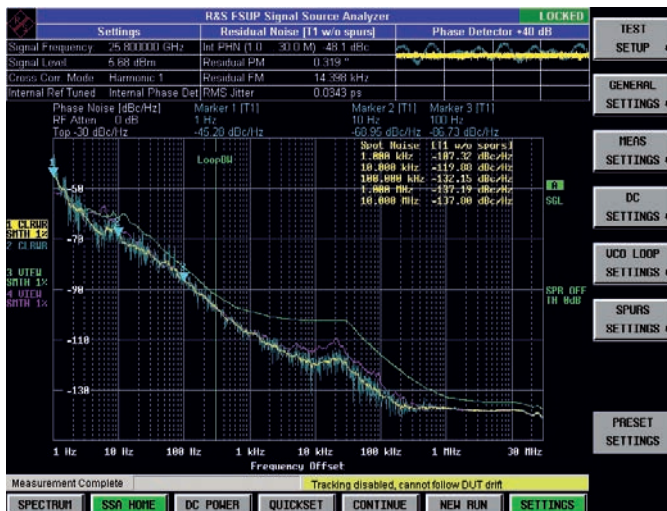 R&S FSUP Signal Source Analyzer LOCKED
Settings Residual Noise [T1 w/o spurs] Phase Detector +40 dB
Signal Frequency 25.800000 GHz Int PHN (1.0 .. 30.0 M) -48.1 dBc
Signal Level 5.68 dBm Residual PM 0.319 °
Cross Corr. Mode Harmonic 1 Residual FM 14.398 kHz
Internal Ref Tuned Internal Phase Det RMS Jitter 0.0343 ps
Phase Noise [dBc/Hz] Marker 1 [T1] Marker 2 [T1] Marker 3 [T1]
RF Atten 0 dB 1 Hz 10 Hz 100 Hz
Top -30 dBc/Hz -45.20 dBc/Hz -68.95 dBc/Hz -86.73 dBc/Hz
Spot Noise [T1 w/o spurs]
1.000 kHz -107.32 dBc/Hz
10.000 kHz -119.08 dBc/Hz
100.000 kHz -132.15 dBc/Hz
1.000 MHz -137.19 dBc/Hz
10.000 MHz -137.00 dBc/Hz
LoopBW
1
2
-50
-70
-90
-110
-130
1 CLRWR
SMTH 1%
2 CLRWR
3 VIEW
SMTH 1%
4 VIEW
SMTH 1%
A
SGL
SPR OFF
TH 0dB
1 Hz 10 Hz 100 Hz 1 kHz 10 kHz 100 kHz 1 MHz 30 MHz
Frequency Offset
Measurement Complete Tracking disabled, cannot follow DUT drift
SPECTRUM SSA HOME DC POWER QUICKSET CONTINUE NEW RUN SETTINGS
TEST
SETUP
GENERAL
SETTINGS
MEAS
SETTINGS
DC
SETTINGS
VCO LOOP
SETTINGS
SPURS
SETTINGS
PRESET
SETTINGS